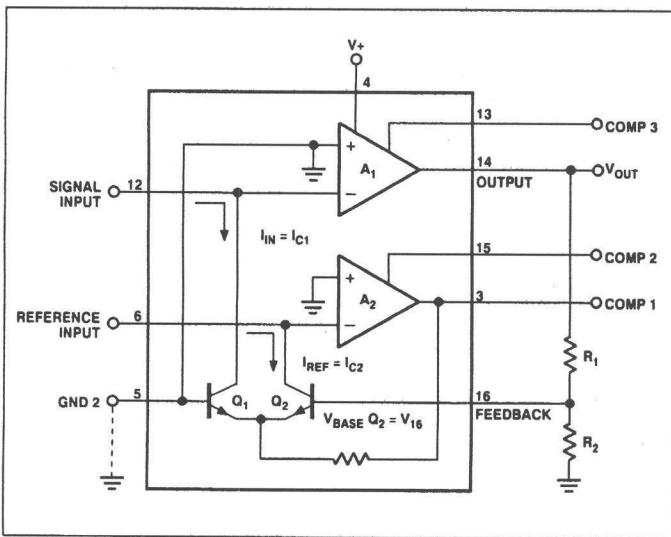 V+
4
13
COMP 3
+
A1
14
VOUT
OUTPUT
SIGNAL
INPUT
12
−
IIN = IC1
15
COMP 2
+
A2
3
COMP 1
REFERENCE
INPUT
6
−
IREF = IC2
R1
GND 2
5
Q1
Q2
16
FEEDBACK
VBASE Q2 = V16
R2